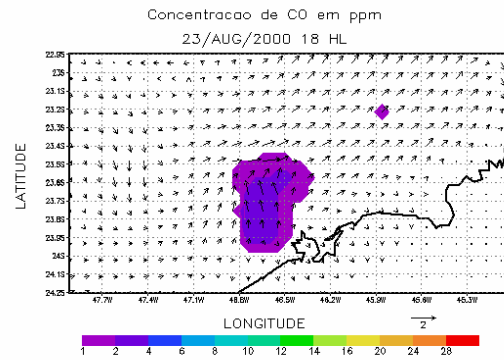 Concentracao de CO em ppm
23/AUG/2000 18 HL
LATITUDE
22.9S
23S
23.1S
23.2S
23.3S
23.4S
23.5S
23.6S
23.7S
23.8S
23.9S
24S
24.1S
24.2S
47.7W 47.4W 47.1W 46.8W 46.5W 46.2W 45.9W 45.6W 45.3W
LONGITUDE
2
1 2 4 6 8 10 12 14 16 20 24 28